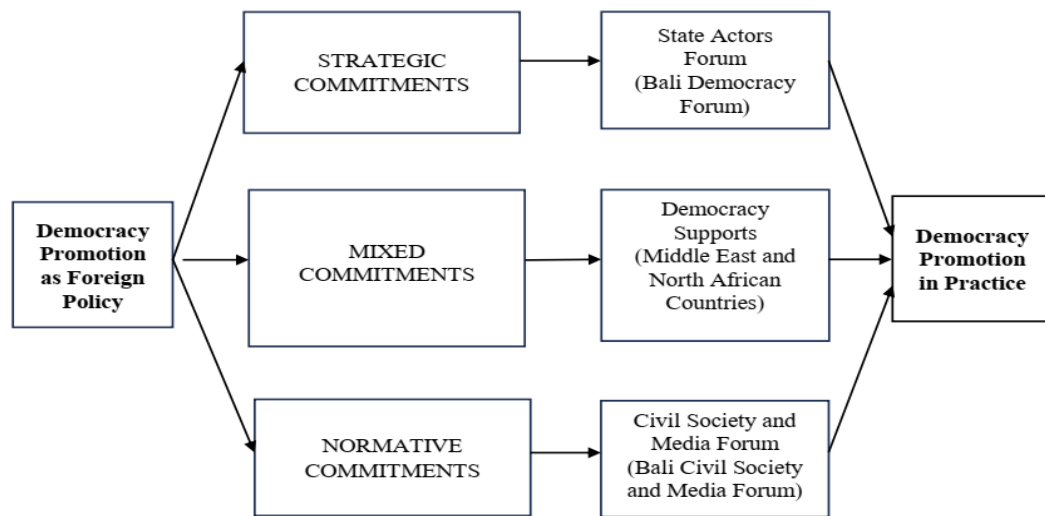 Democracy
Promotion
as Foreign
Policy
STRATEGIC
COMMITMENTS
State Actors
Forum
(Bali Democracy
Forum)
MIXED
COMMITMENTS
Democracy
Supports
(Middle East and
North African
Countries)
NORMATIVE
COMMITMENTS
Civil Society and
Media Forum
(Bali Civil Society
and Media Forum)
Democracy
Promotion
in Practice